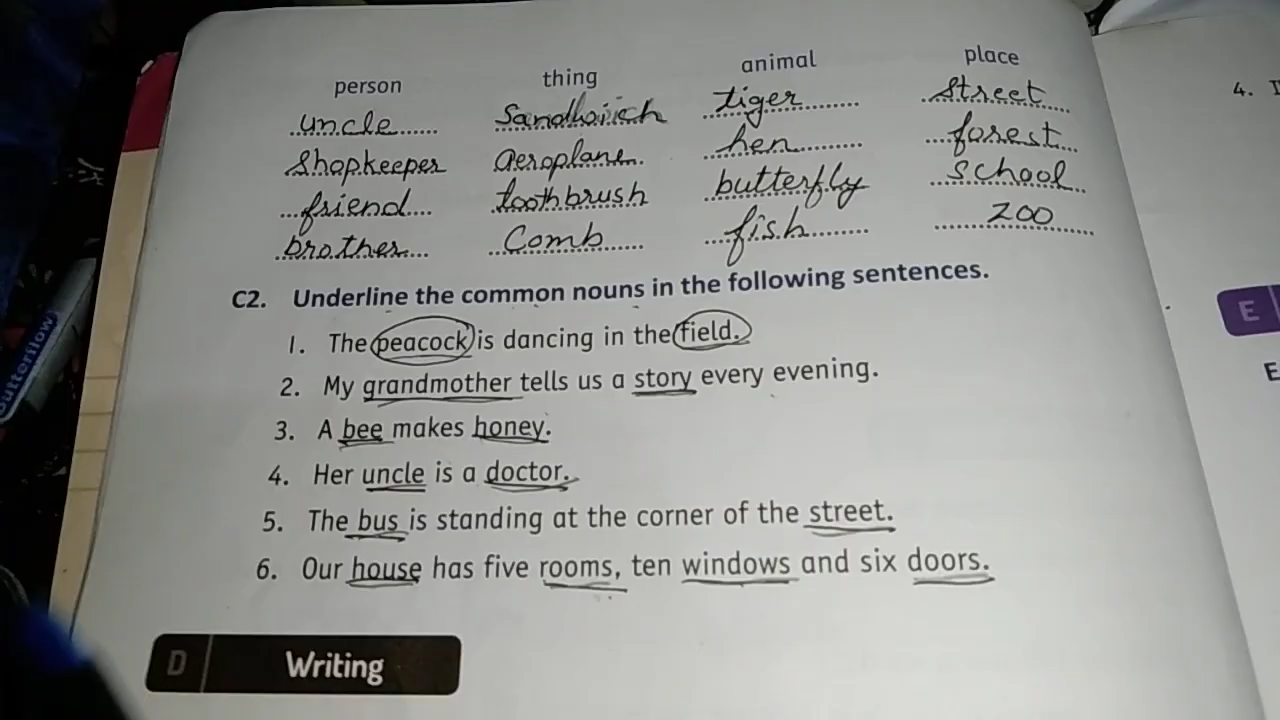 person thing animal place
uncle Sandhwich tiger street
Shopkeeper aeroplane hen forest
friend toothbrush butterfly school
brother Comb fish zoo
C2. Underline the common nouns in the following sentences.
1. The peacock is dancing in the field.
2. My grandmother tells us a story every evening.
3. A bee makes honey.
4. Her uncle is a doctor.
5. The bus is standing at the corner of the street.
6. Our house has five rooms, ten windows and six doors.
D Writing
4.
E
E
butterflow